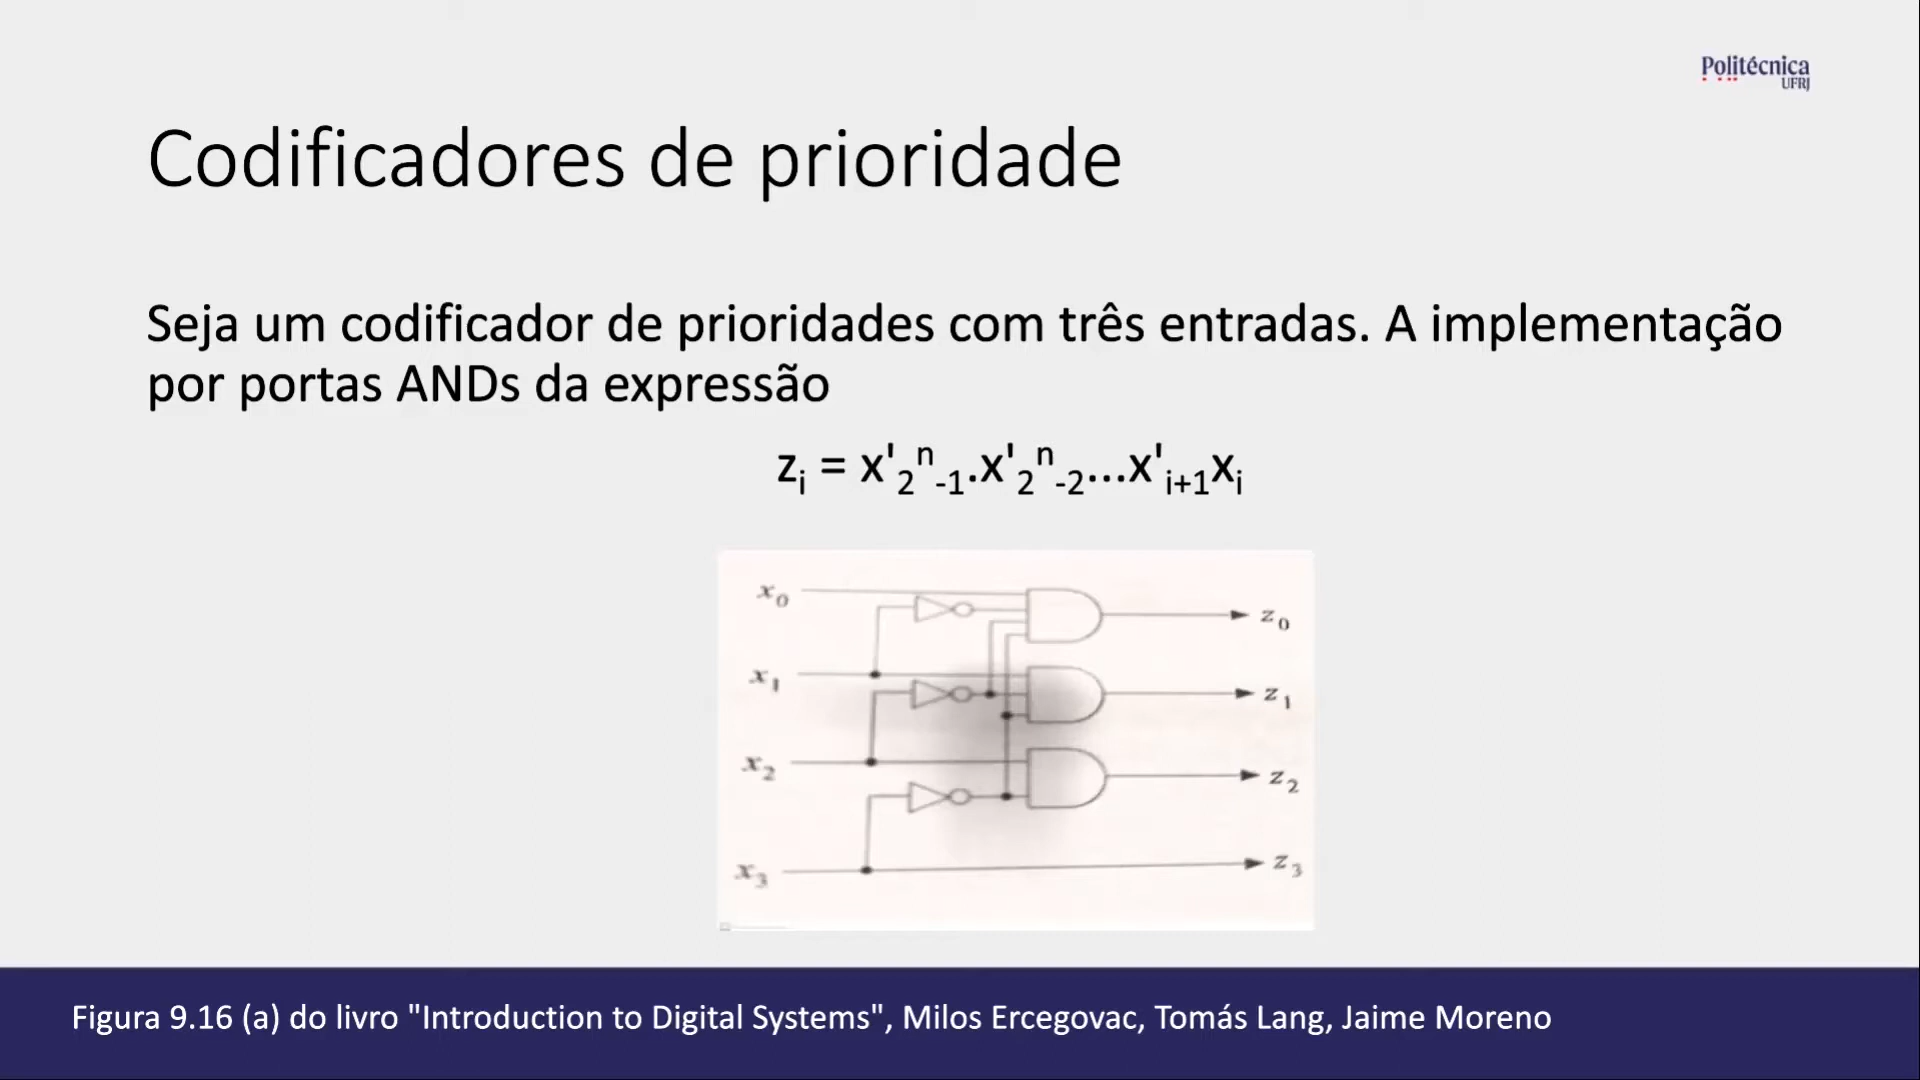 Politécnica
UFRJ
Codificadores de prioridade
Seja um codificador de prioridades com três entradas. A implementação
por portas ANDs da expressão
zᵢ = x'₂ⁿ₋₁.x'₂ⁿ₋₂...x'ᵢ₊₁xᵢ
x₀
z₀
x₁
z₁
x₂
z₂
x₃
z₃
Figura 9.16 (a) do livro "Introduction to Digital Systems", Milos Ercegovac, Tomás Lang, Jaime Moreno